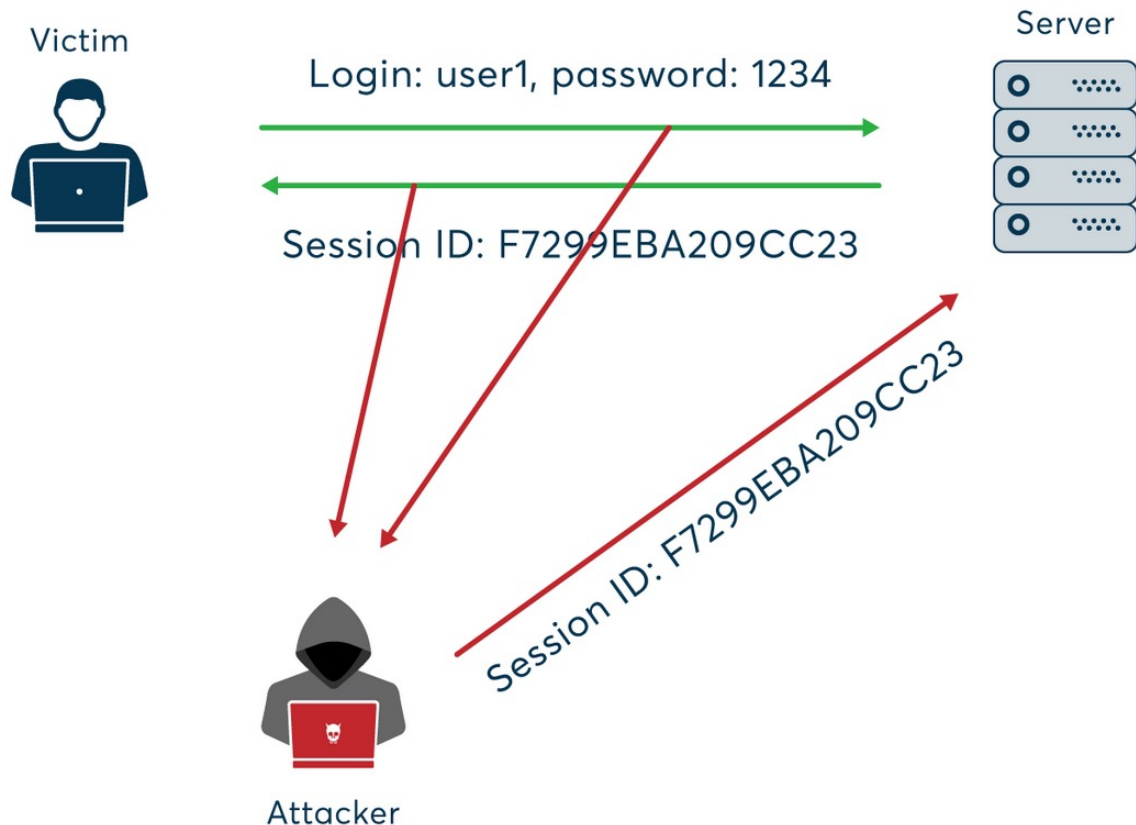 Victim
Server
Login: user1, password: 1234
Session ID: F7299EBA209CC23
Session ID: F7299EBA209CC23
Attacker